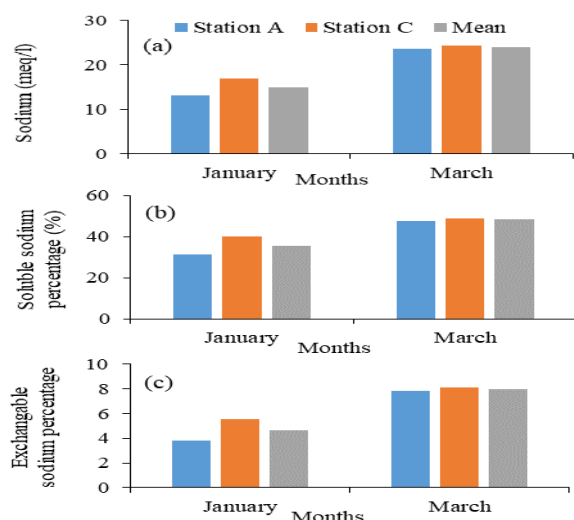 (a)
Station A
Station C
Mean
Sodium (meq/l)
30
20
10
0
January
March
Months
(b)
Soluble sodium
percentage (%)
60
40
20
0
January
March
Months
(c)
Exchangable
sodium percentage
10
8
6
4
2
0
January
March
Months